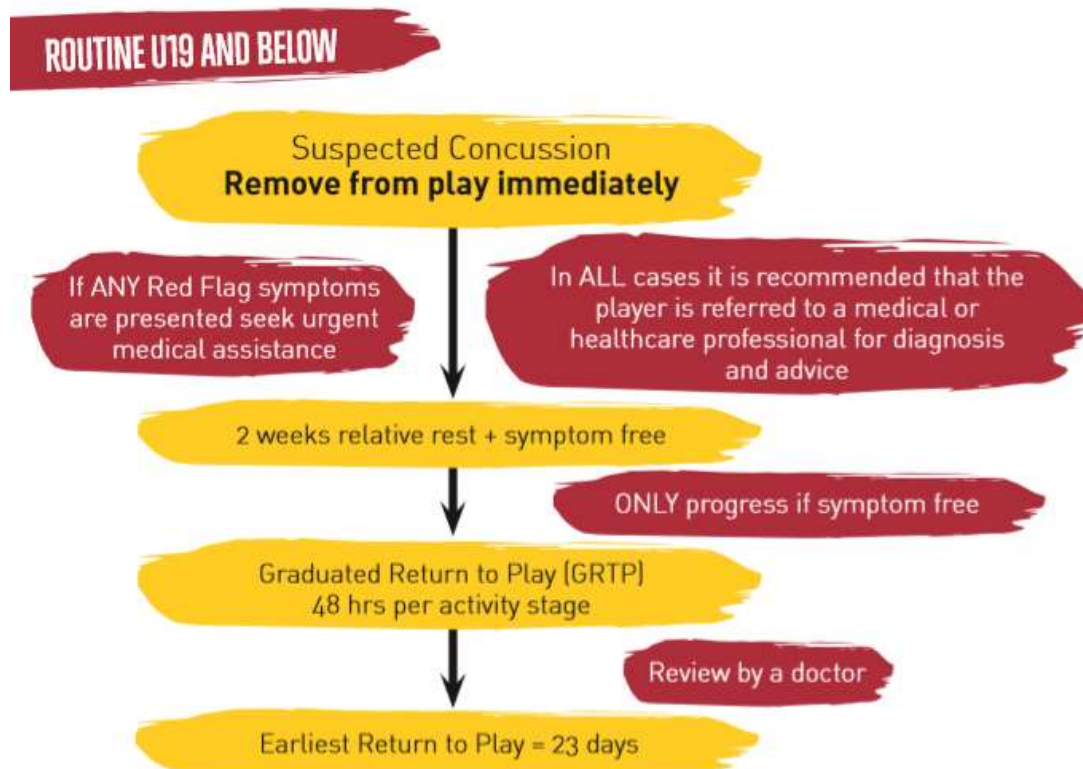 ROUTINE U19 AND BELOW
Suspected Concussion
Remove from play immediately
If ANY Red Flag symptoms
are presented seek urgent
medical assistance
In ALL cases it is recommended that the
player is referred to a medical or
healthcare professional for diagnosis
and advice
2 weeks relative rest + symptom free
ONLY progress if symptom free
Graduated Return to Play (GRTP)
48 hrs per activity stage
Review by a doctor
Earliest Return to Play = 23 days